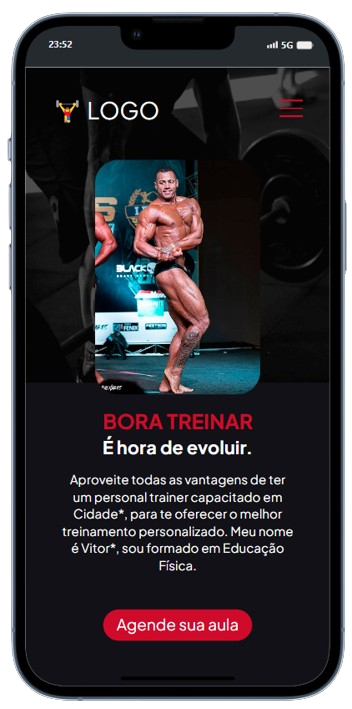 23:52
5G
LOGO
BLACK
FENIX
BORA TREINAR
É hora de evoluir.
Aproveite todas as vantagens de ter
um personal trainer capacitado em
Cidade*, para te oferecer o melhor
treinamento personalizado. Meu nome
é Vitor*, sou formado em Educação
Física.
Agende sua aula